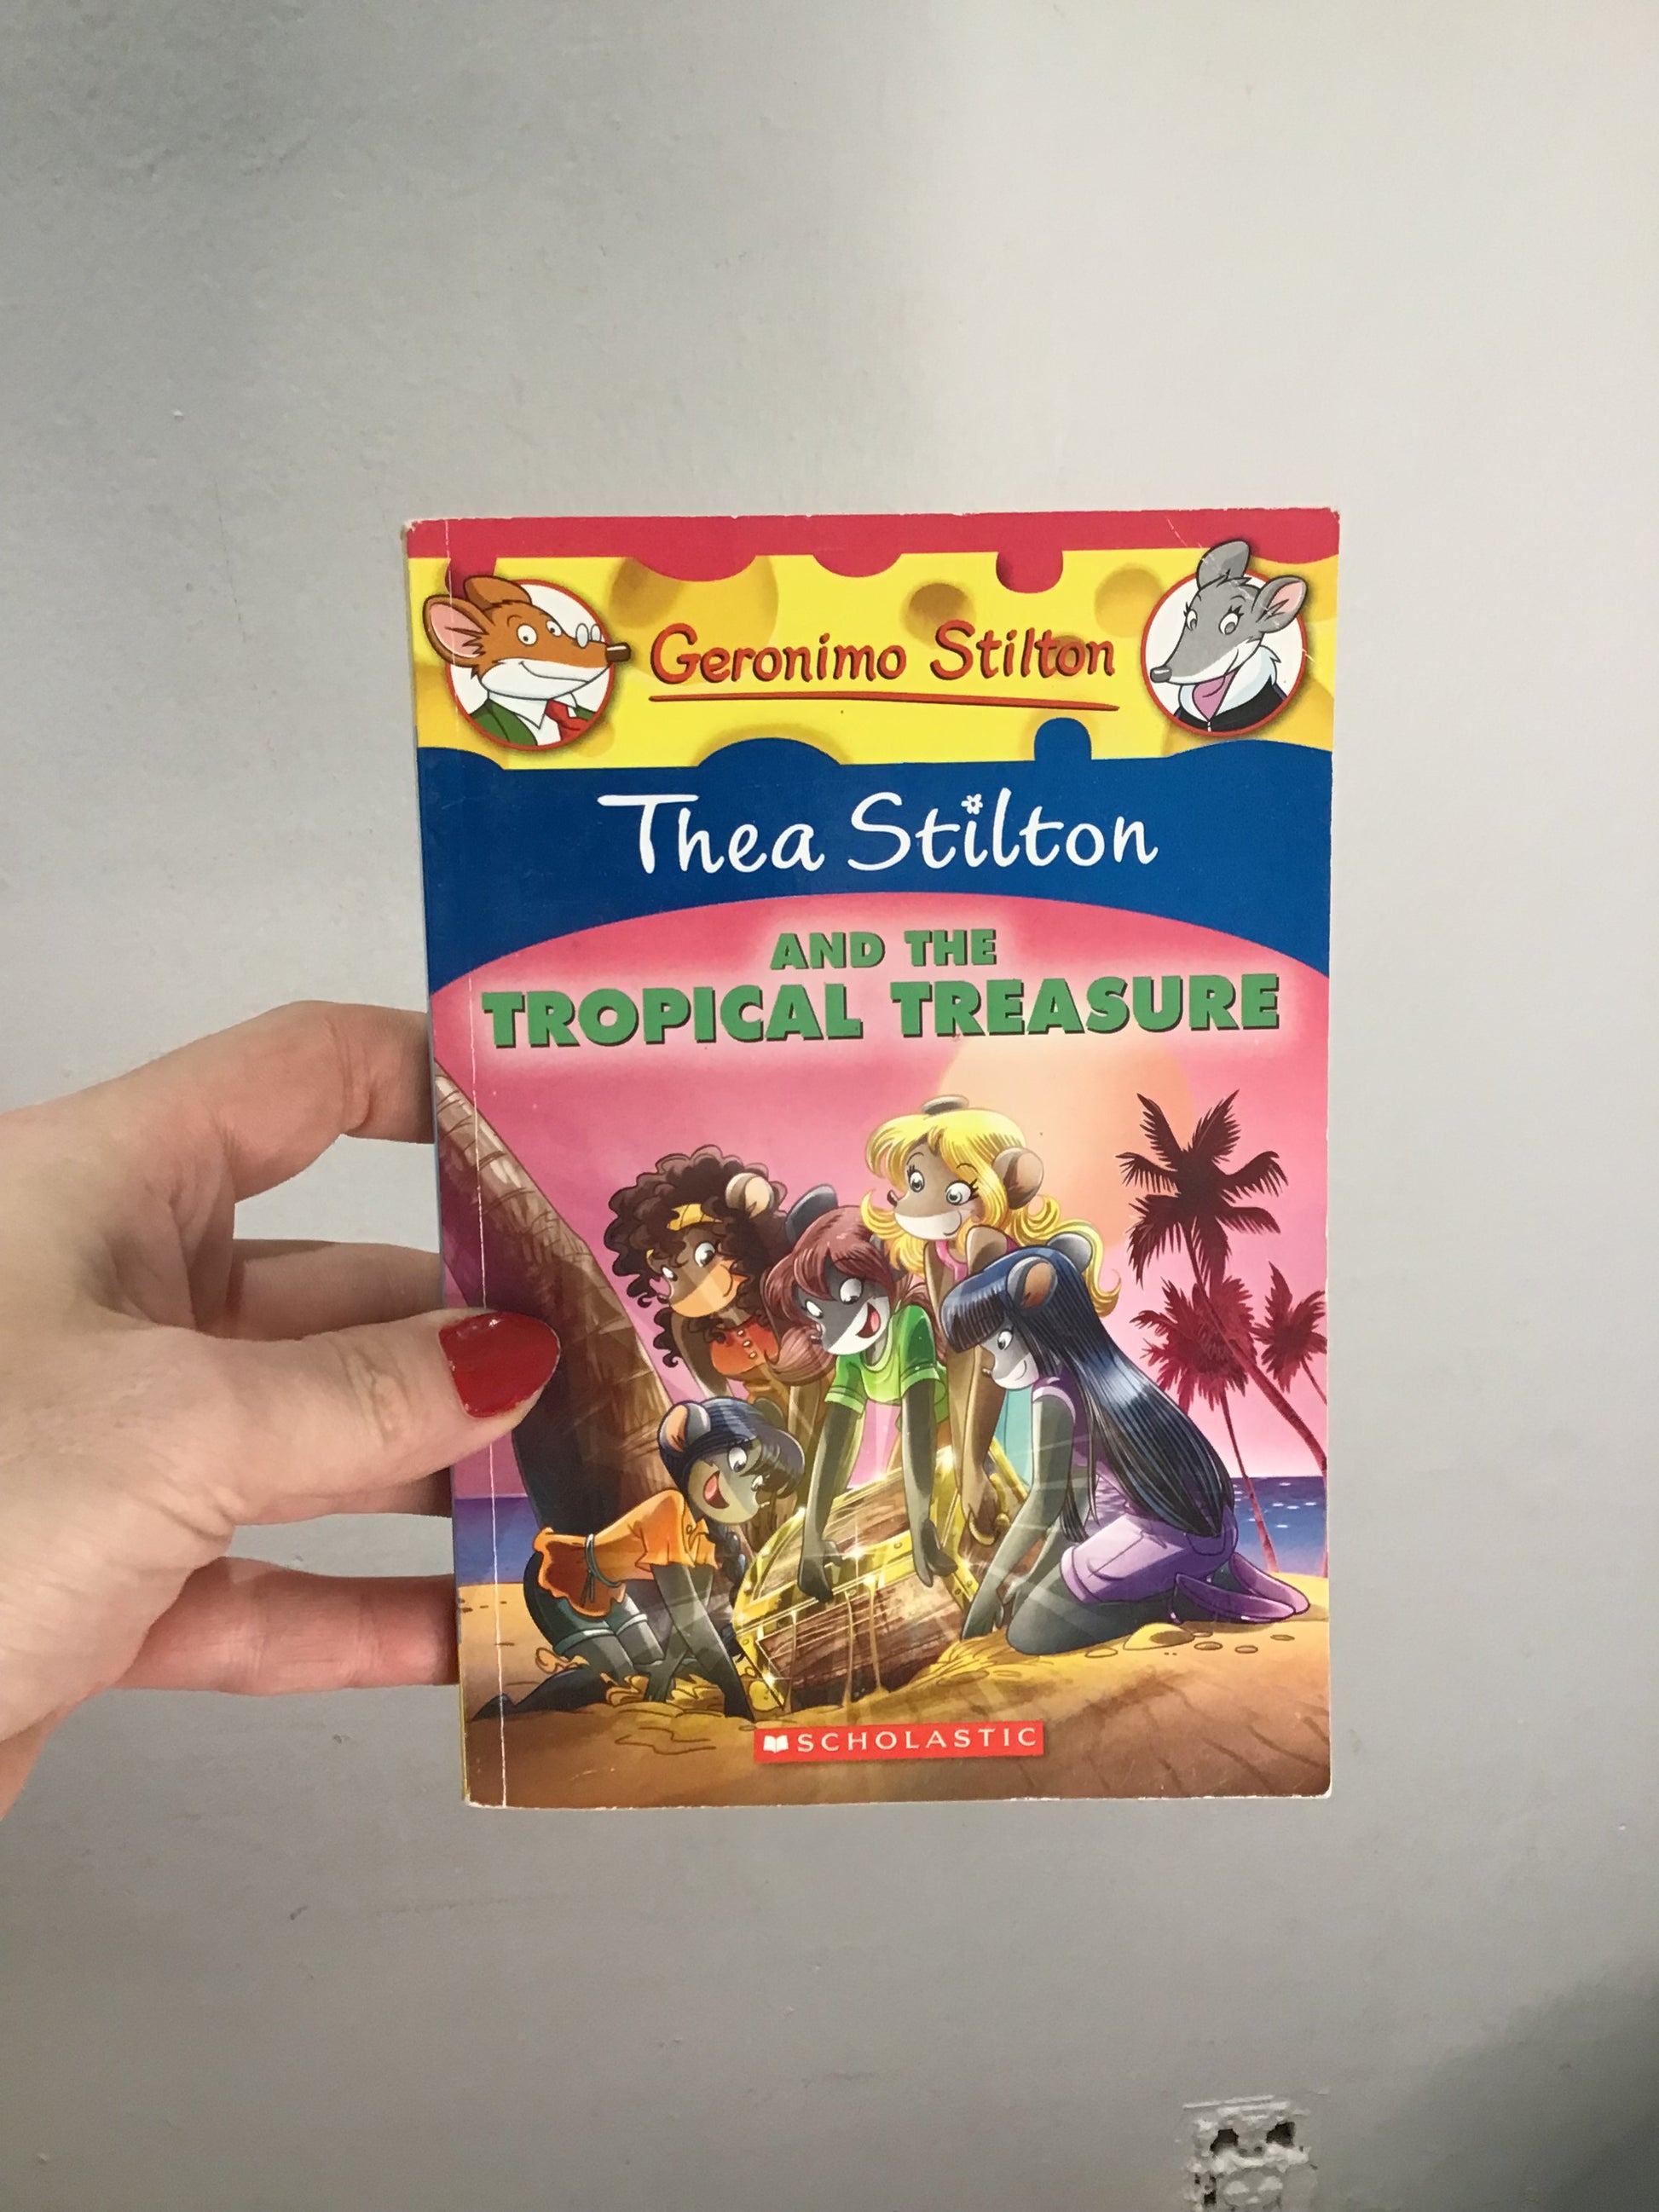 Geronimo Stilton
Thea Stilton
AND THE
TROPICAL TREASURE
SCHOLASTIC